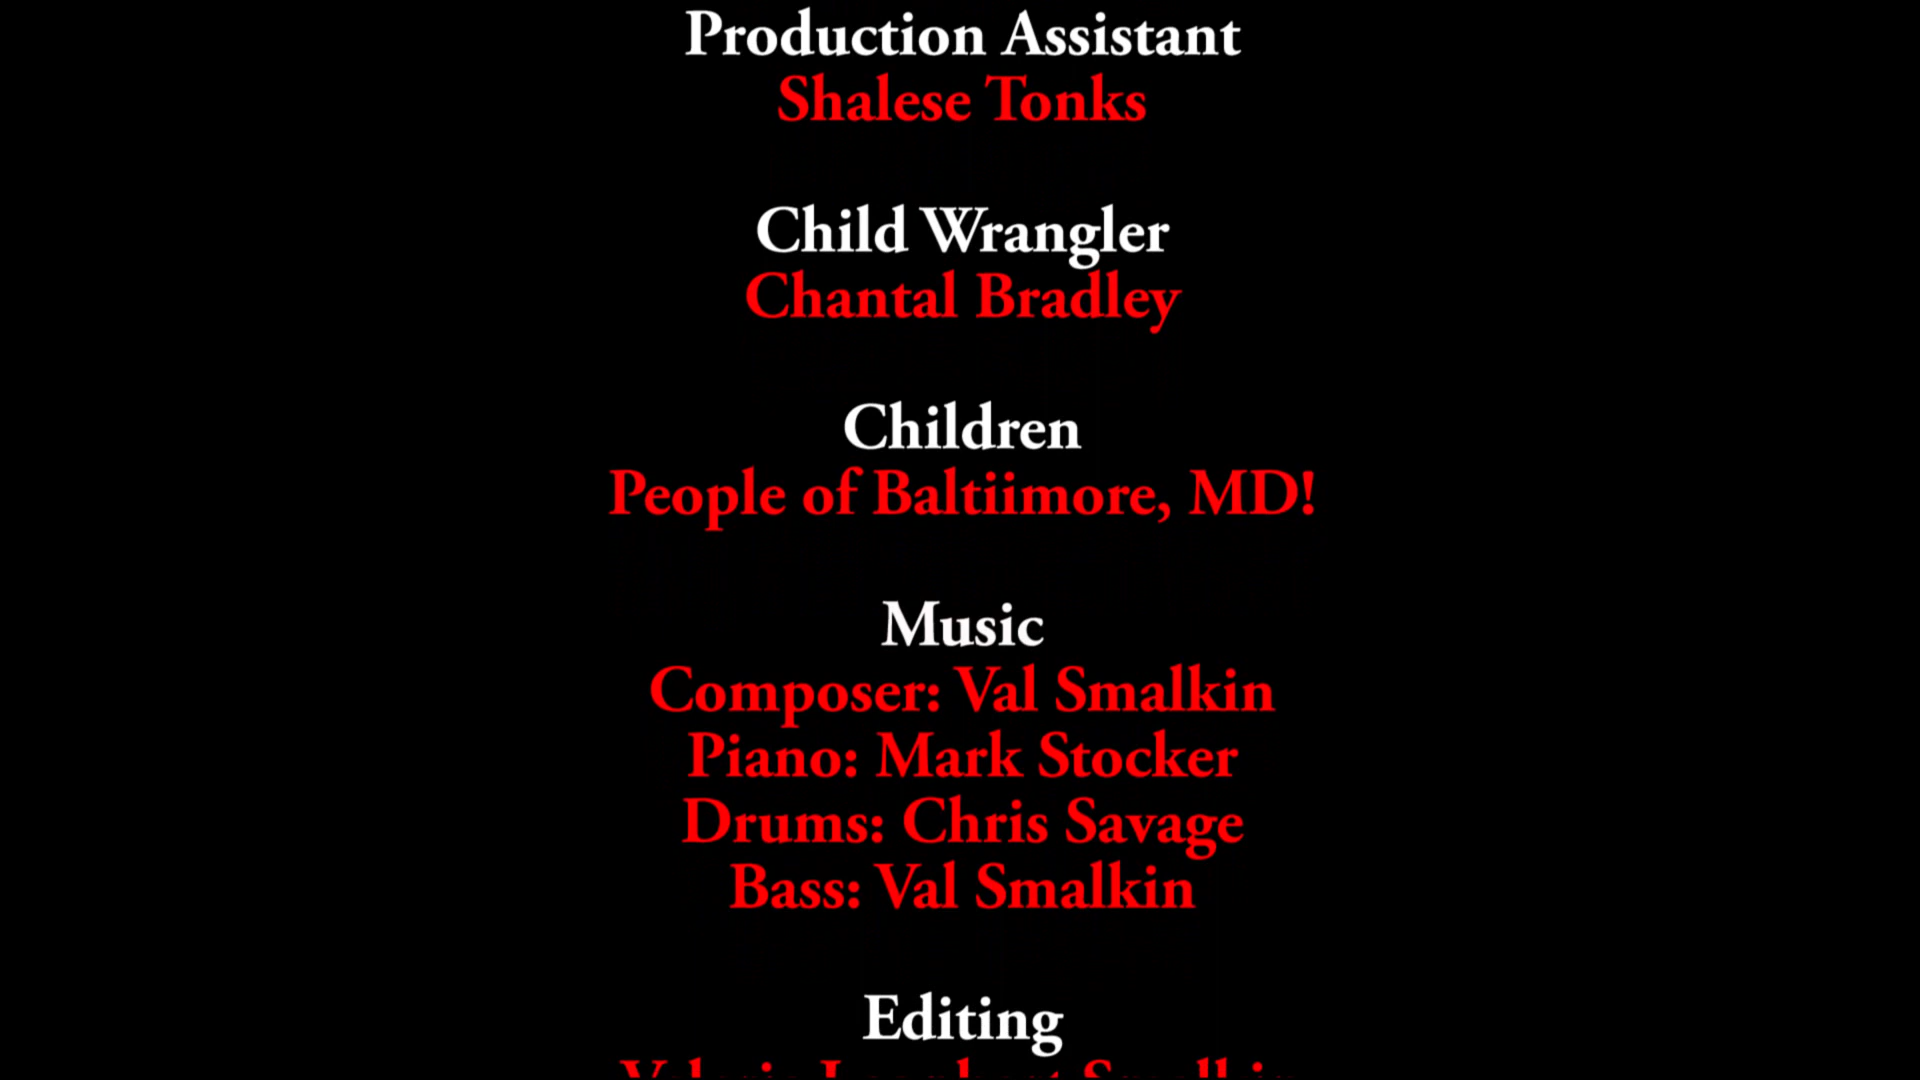 Production Assistant
Shalese Tonks
Child Wrangler
Chantal Bradley
Children
People of Baltiimore, MD!
Music
Composer: Val Smalkin
Piano: Mark Stocker
Drums: Chris Savage
Bass: Val Smalkin
Editing